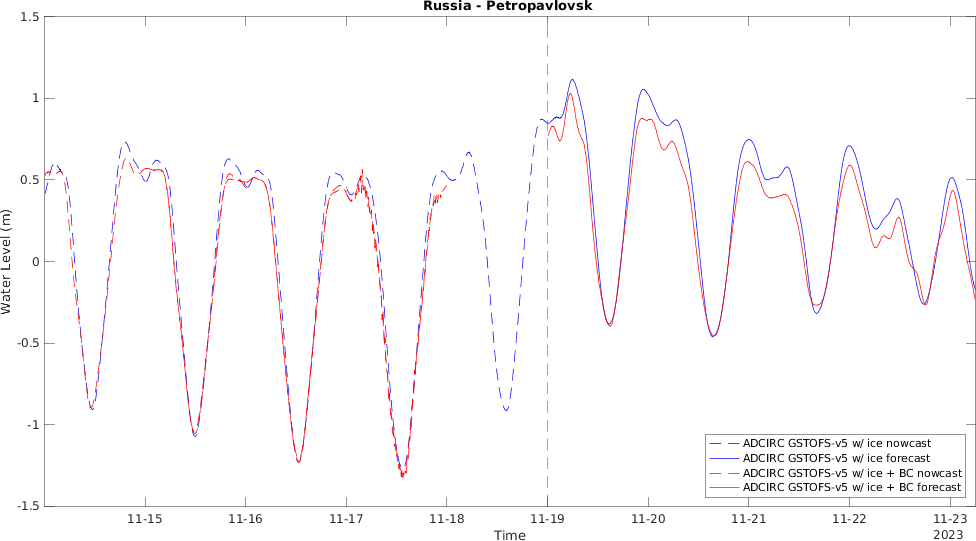 Russia - Petropavlovsk
1.5
1
0.5
0
-0.5
-1
-1.5
Water Level (m)
11-15
11-16
11-17
11-18
11-19
11-20
11-21
11-22
11-23
2023
Time
ADCIRC GSTOFS-v5 w/ ice nowcast
ADCIRC GSTOFS-v5 w/ ice forecast
ADCIRC GSTOFS-v5 w/ ice + BC nowcast
ADCIRC GSTOFS-v5 w/ ice + BC forecast